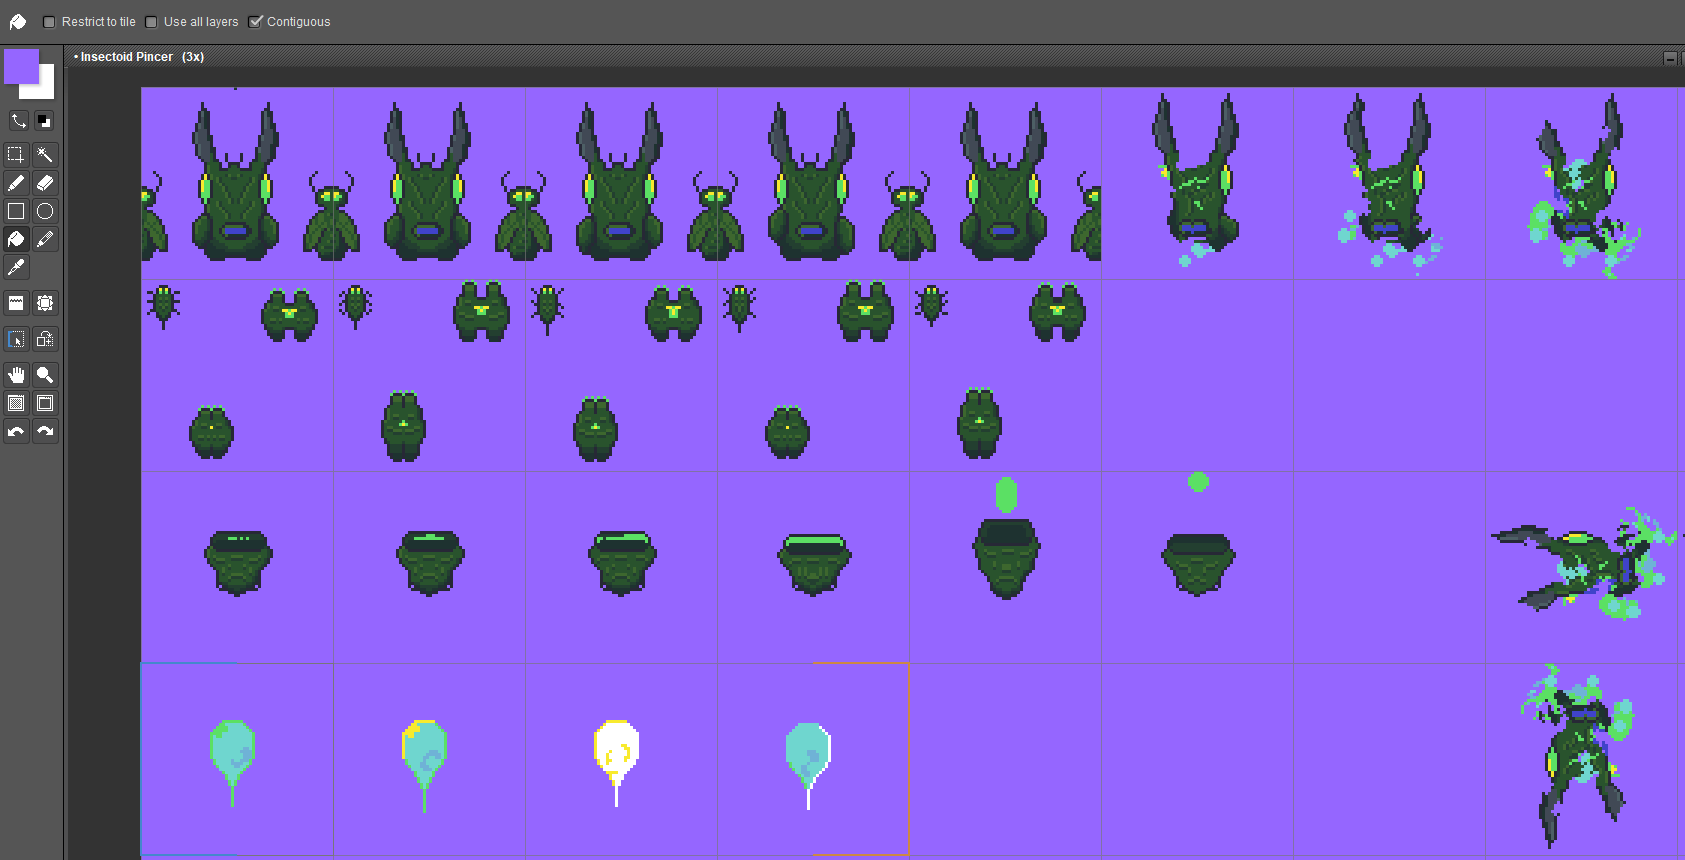 Restrict to tile Use all layers Contiguous
• Insectoid Pincer (3x)